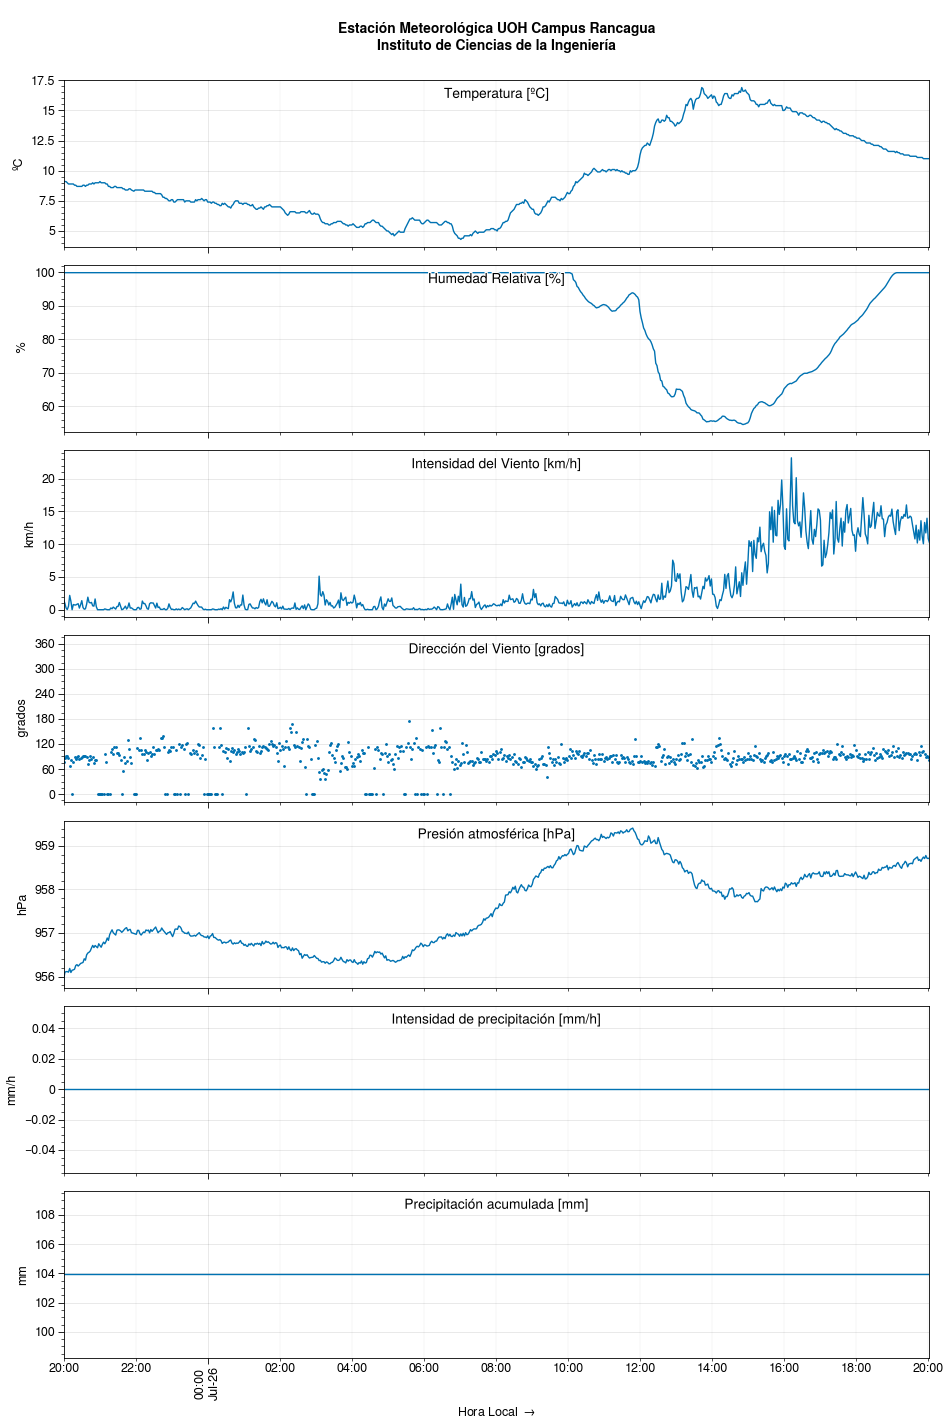 Estación Meteorológica UOH Campus Rancagua
Instituto de Ciencias de la Ingeniería
Temperatura [ºC]
ºC
17.5
15
12.5
10
7.5
5
Humedad Relativa [%]
%
100
90
80
70
60
Intensidad del Viento [km/h]
km/h
20
15
10
5
0
Dirección del Viento [grados]
grados
360
300
240
180
120
60
0
Presión atmosférica [hPa]
hPa
959
958
957
956
Intensidad de precipitación [mm/h]
mm/h
0.04
0.02
0
−0.02
−0.04
Precipitación acumulada [mm]
mm
108
106
104
102
100
20:00 22:00 00:00 02:00 04:00 06:00 08:00 10:00 12:00 14:00 16:00 18:00 20:00
Jul-26
Hora Local →